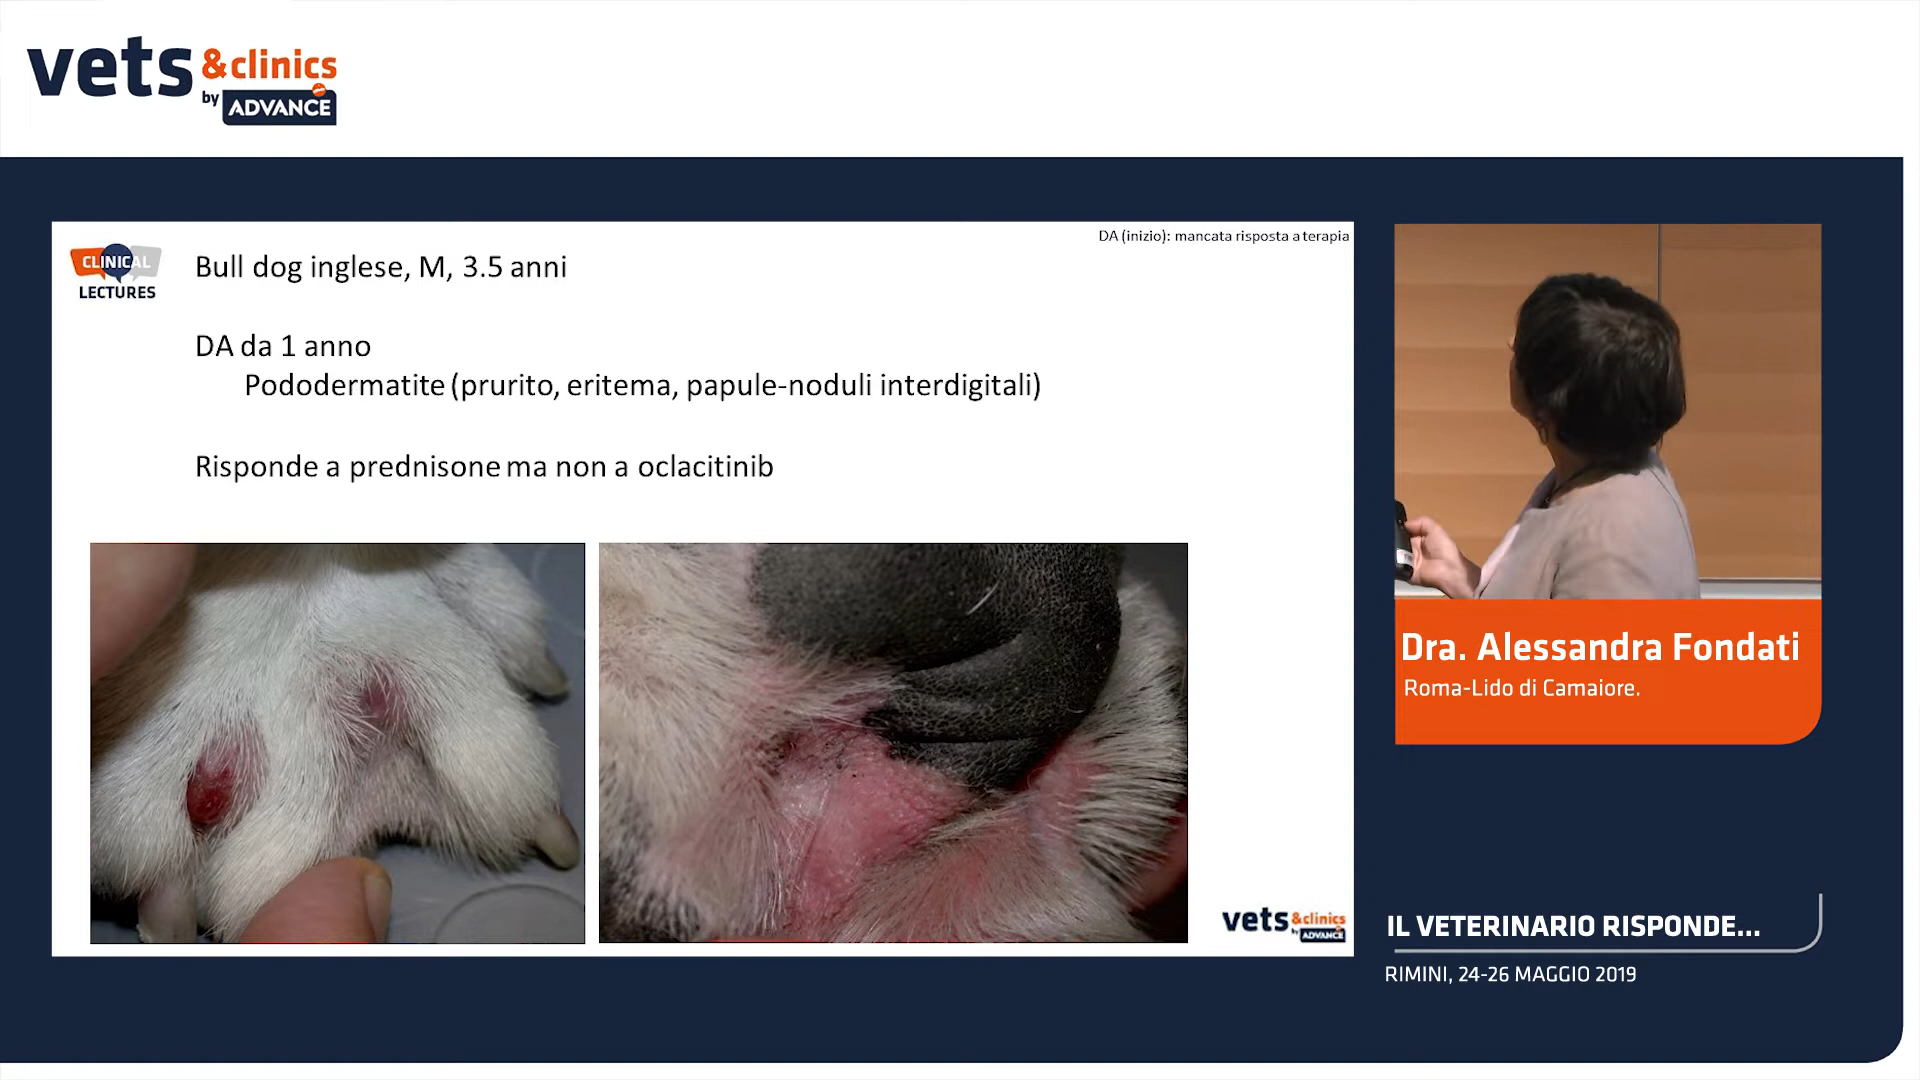 vets &clinics
by ADVANCE
CLINICAL
LECTURES
DA (inizio): mancata risposta a terapia
Bull dog inglese, M, 3.5 anni
DA da 1 anno
Pododermatite (prurito, eritema, papule-noduli interdigitali)
Risponde a prednisone ma non a oclacitinib
vets &clinics
by ADVANCE
Dra. Alessandra Fondati
Roma-Lido di Camaiore.
IL VETERINARIO RISPONDE...
RIMINI, 24-26 MAGGIO 2019